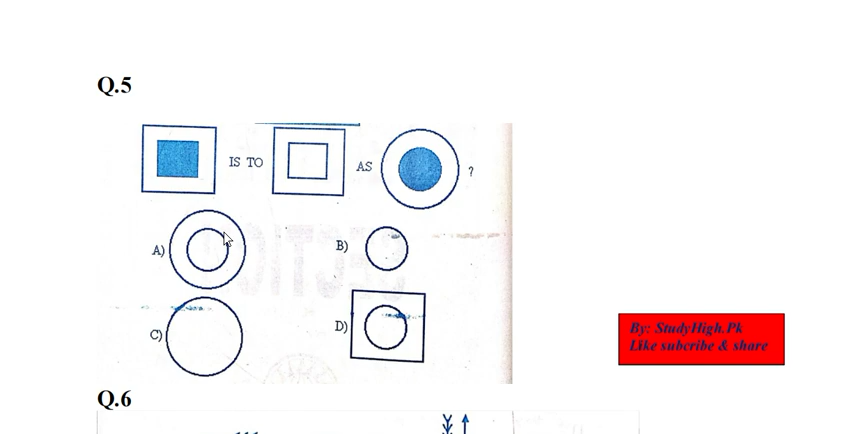 Q.5
IS TO
AS
?
A)
B)
C)
D)
By: StudyHigh.Pk
Like subcribe & share
Q.6